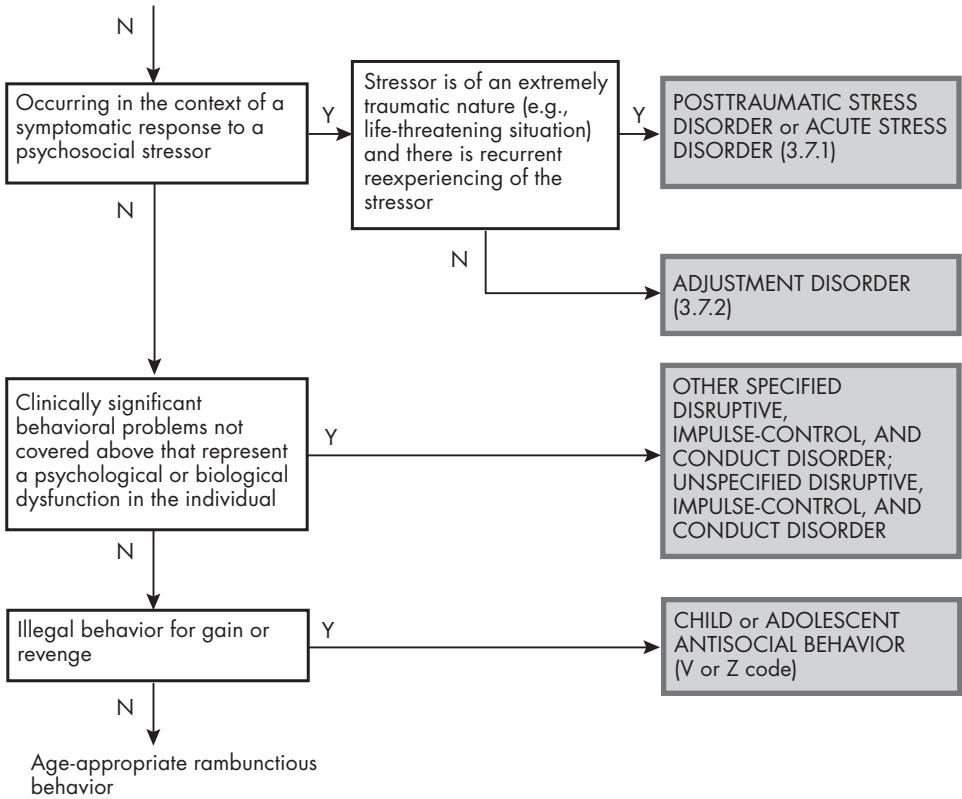 N
Occurring in the context of a
symptomatic response to a
psychosocial stressor
Y
Stressor is of an extremely
traumatic nature (e.g.,
life-threatening situation)
and there is recurrent
reexperiencing of the
stressor
Y
POSTTRAUMATIC STRESS
DISORDER or ACUTE STRESS
DISORDER (3.7.1)
N
N
ADJUSTMENT DISORDER
(3.7.2)
Clinically significant
behavioral problems not
covered above that represent
a psychological or biological
dysfunction in the individual
Y
OTHER SPECIFIED
DISRUPTIVE,
IMPULSE-CONTROL, AND
CONDUCT DISORDER;
UNSPECIFIED DISRUPTIVE,
IMPULSE-CONTROL, AND
CONDUCT DISORDER
N
Illegal behavior for gain or
revenge
Y
CHILD or ADOLESCENT
ANTISOCIAL BEHAVIOR
(V or Z code)
N
Age-appropriate rambunctious
behavior